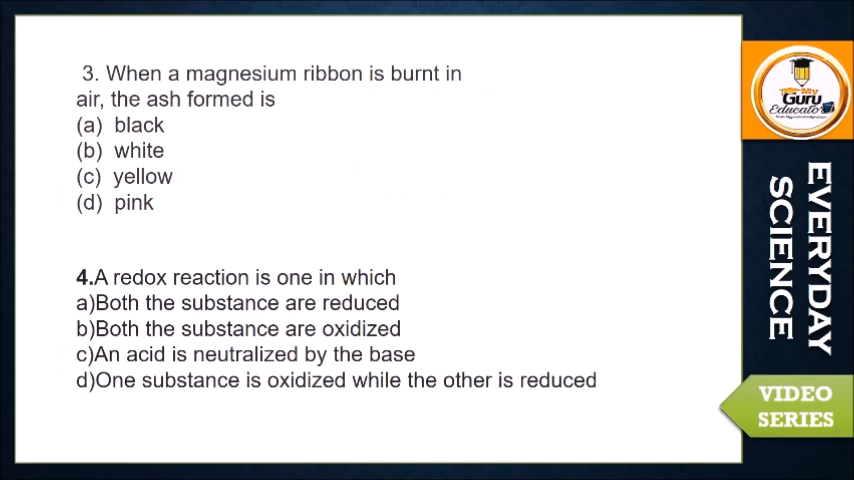 3. When a magnesium ribbon is burnt in
air, the ash formed is
(a) black
(b) white
(c) yellow
(d) pink
4.A redox reaction is one in which
a)Both the substance are reduced
b)Both the substance are oxidized
c)An acid is neutralized by the base
d)One substance is oxidized while the other is reduced
My
GURU
Educator
EVERYDAY
SCIENCE
VIDEO
SERIES